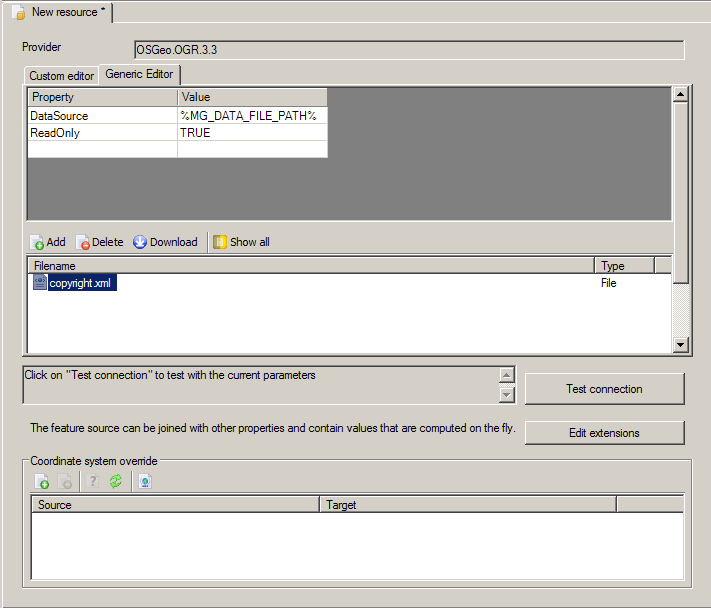 New resource *
Provider
OSGeo.OGR.3.3
Custom editor
Generic Editor
Property Value
DataSource %MG_DATA_FILE_PATH%
ReadOnly TRUE
Add Delete Download Show all
Filename Type
copyright.xml File
Click on "Test connection" to test with the current parameters
Test connection
The feature source can be joined with other properties and contain values that are computed on the fly.
Edit extensions
Coordinate system override
?
Source Target